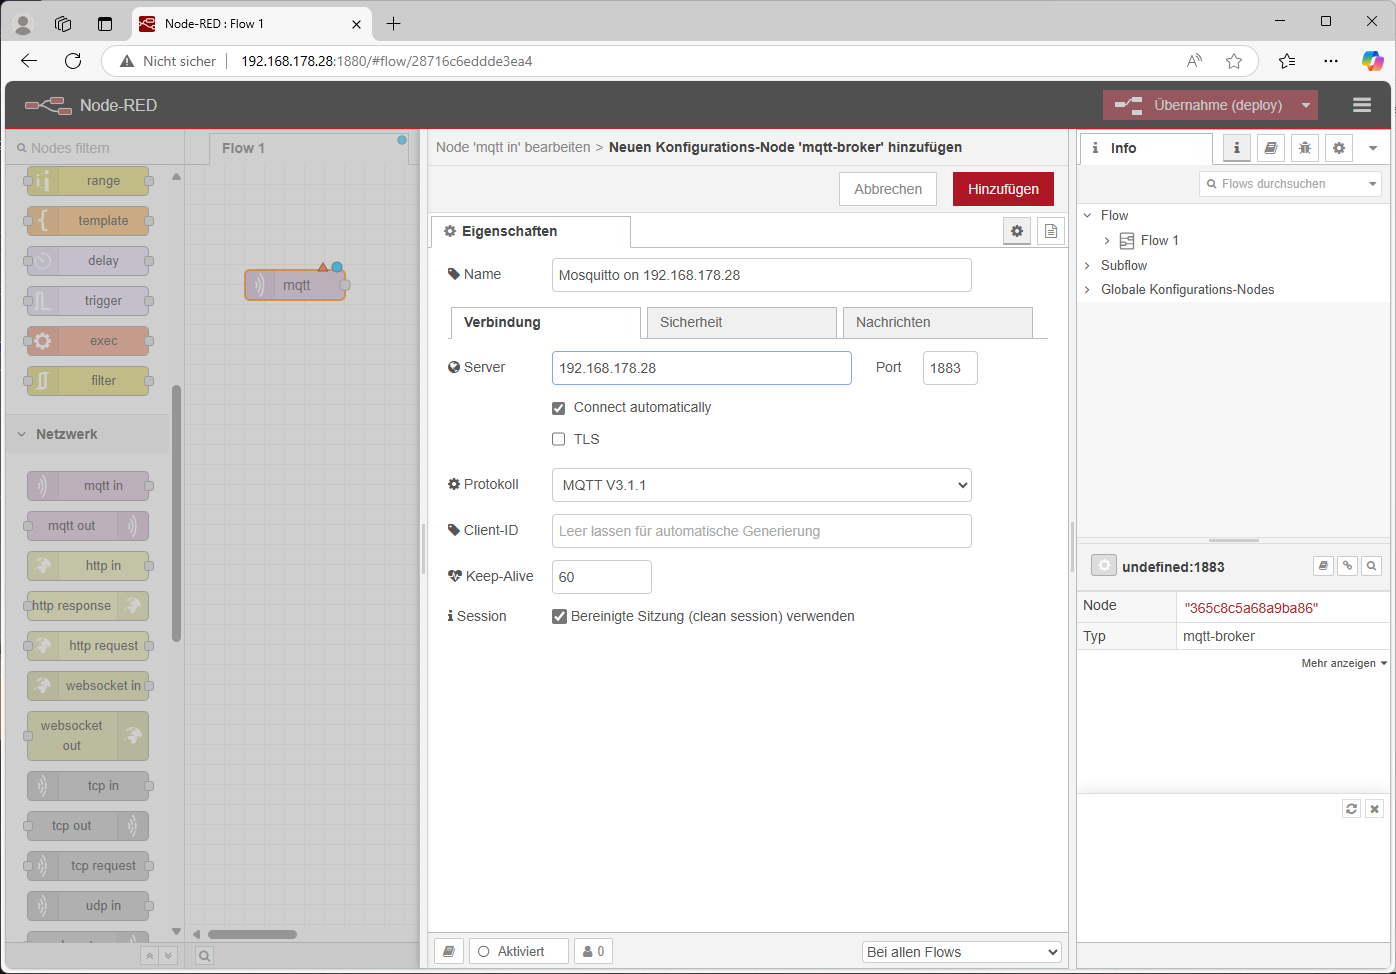 Node-RED : Flow 1
Nicht sicher
192.168.178.28:1880/#flow/28716c6eddde3ea4
Node-RED
Übernahme (deploy)
Nodes filtern
range
template
delay
trigger
exec
filter
Netzwerk
mqtt in
mqtt out
http in
http response
http request
websocket in
websocket
out
tcp in
tcp out
tcp request
udp in
Flow 1
mqtt
Node 'mqtt in' bearbeiten > Neuen Konfigurations-Node 'mqtt-broker' hinzufügen
Abbrechen
Hinzufügen
Eigenschaften
Name
Mosquitto on 192.168.178.28
Verbindung
Sicherheit
Nachrichten
Server
192.168.178.28
Port
1883
Connect automatically
TLS
Protokoll
MQTT V3.1.1
Client-ID
Leer lassen für automatische Generierung
Keep-Alive
60
Session
Bereinigte Sitzung (clean session) verwenden
Aktiviert
0
Bei allen Flows
Info
Flows durchsuchen
Flow
Flow 1
Subflow
Globale Konfigurations-Nodes
undefined:1883
Node
"365c8c5a68a9ba86"
Typ
mqtt-broker
Mehr anzeigen